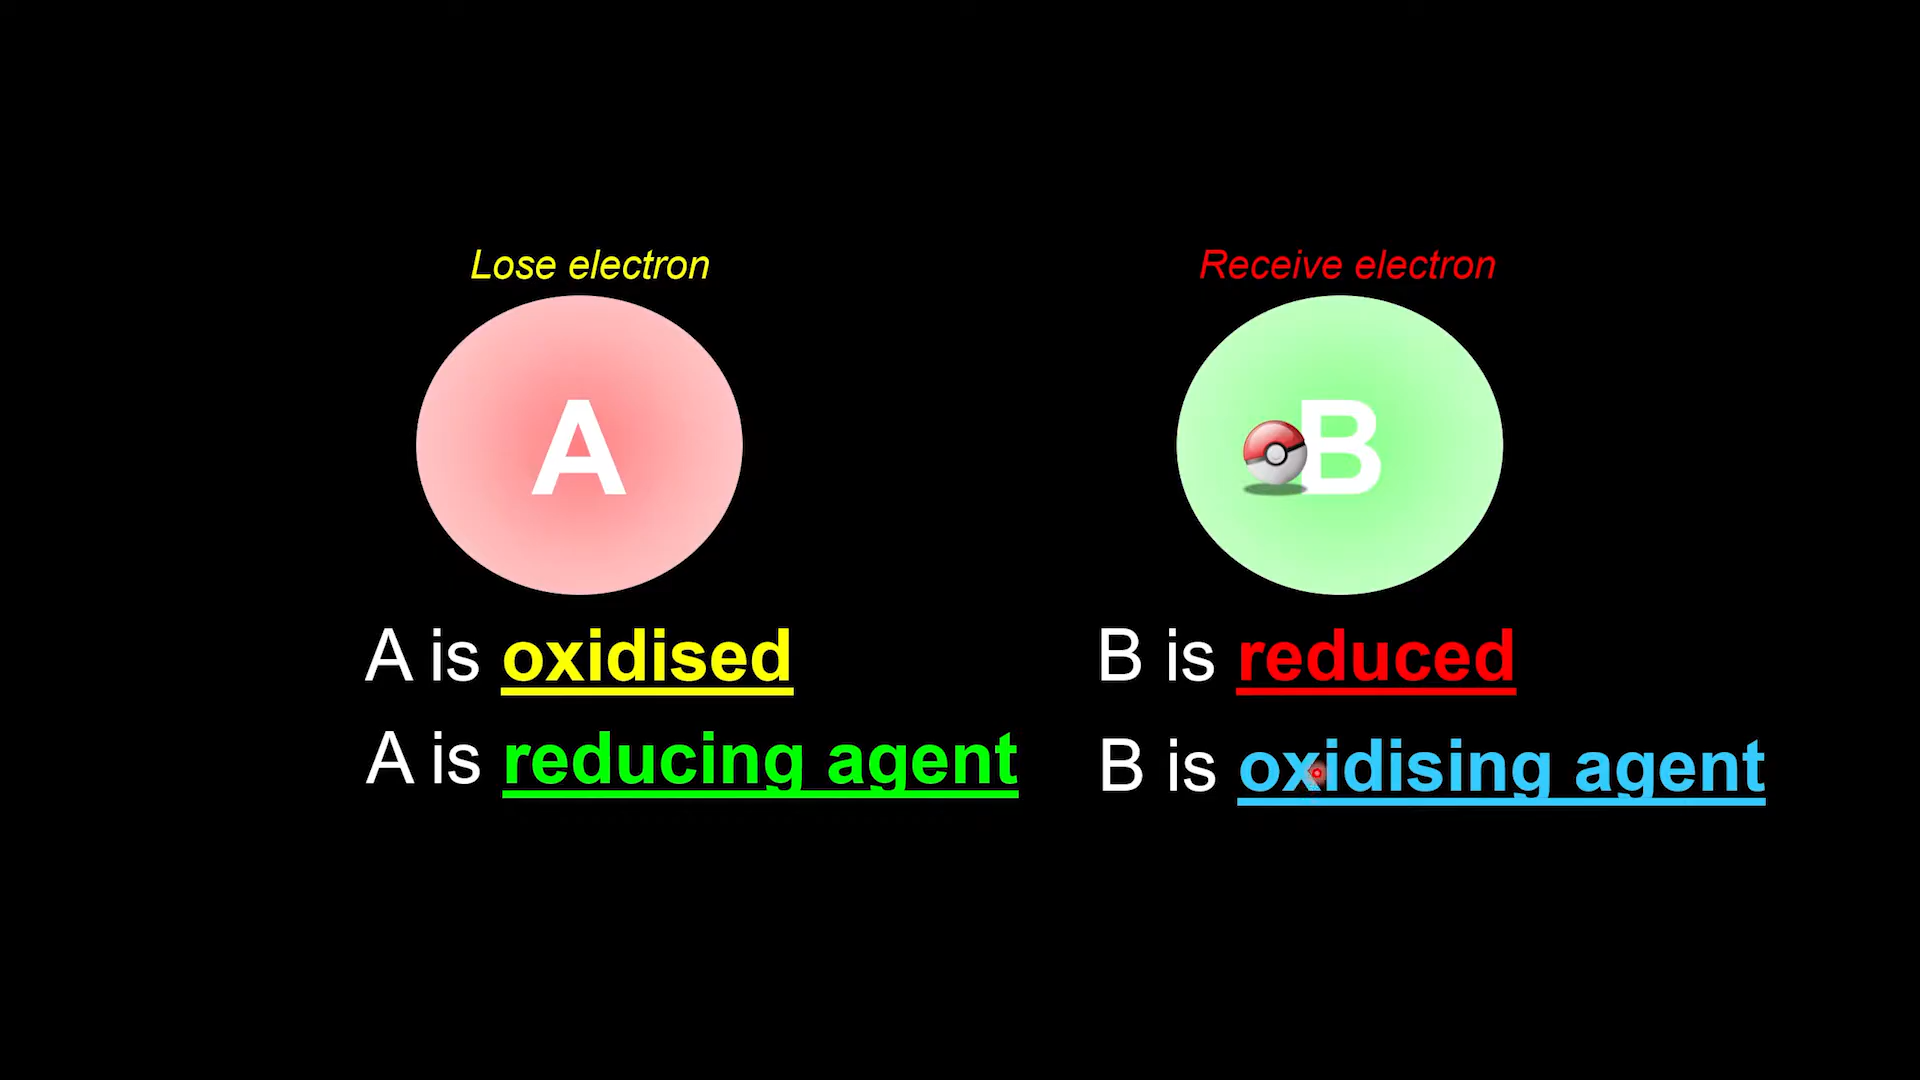 Lose electron
Receive electron
A
B
A is oxidised
B is reduced
A is reducing agent
B is oxidising agent